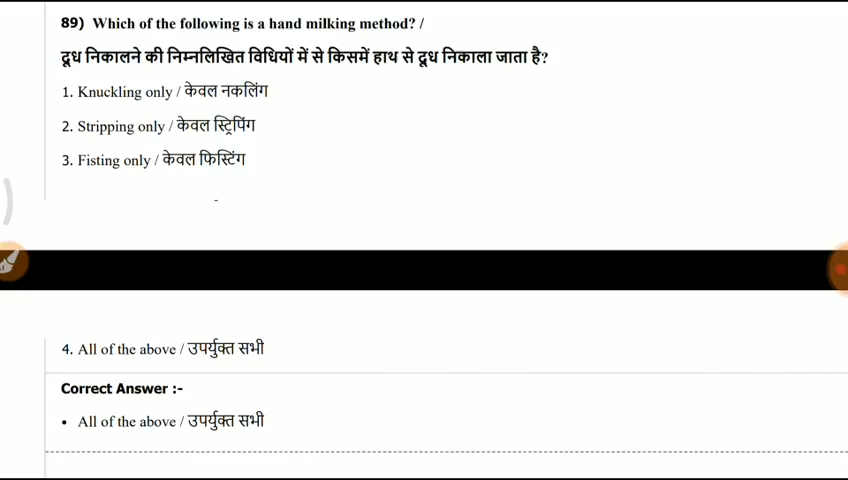 89) Which of the following is a hand milking method? /
दूध निकालने की निम्नलिखित विधियों में से किसमें हाथ से दूध निकाला जाता है?
1. Knuckling only / केवल नकलिंग
2. Stripping only / केवल स्ट्रिपिंग
3. Fisting only / केवल फिस्टिंग
4. All of the above / उपर्युक्त सभी
Correct Answer :-
• All of the above / उपर्युक्त सभी